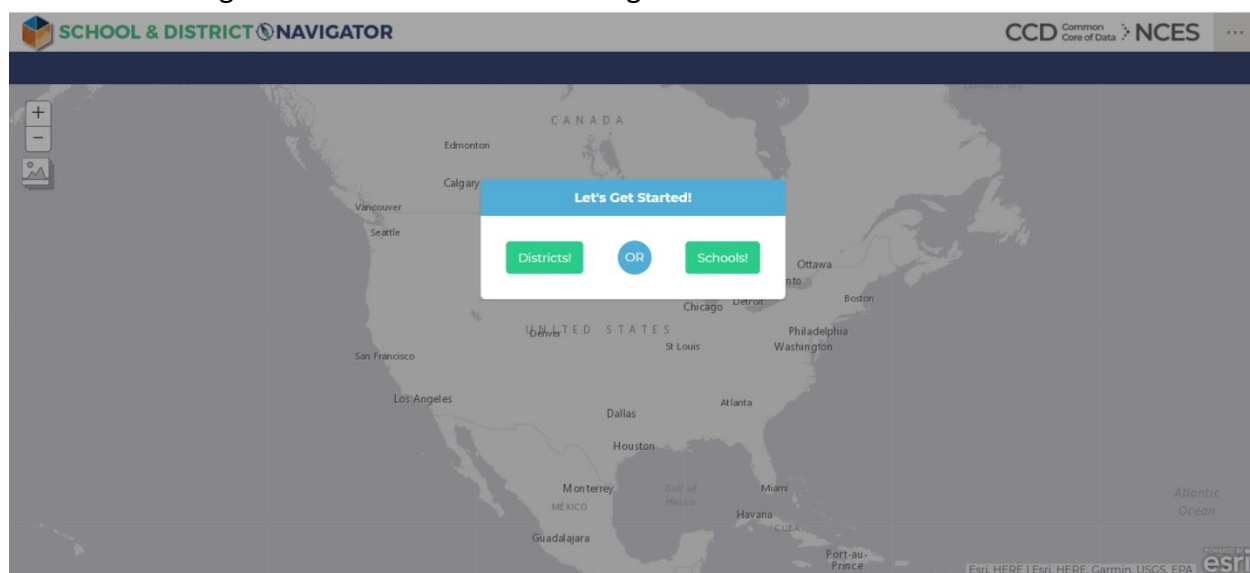 SCHOOL & DISTRICT NAVIGATOR
CCD Common Core of Data NCES
+
−
CANADA
Edmonton
Calgary
Vancouver
Seattle
Let's Get Started!
Districts!
OR
Schools!
Ottawa
nto
Boston
Chicago
Detroit
Denver
UNITED STATES
Philadelphia
St Louis
Washington
San Francisco
Los Angeles
Atlanta
Dallas
Houston
Monterrey
Gulf of
Mexico
Miami
MÉXICO
Havana
CUBA
Guadalajara
Port-au-
Prince
Atlantic
Ocean
POWERED BY
esri
Esri, HERE | Esri, HERE, Garmin, USGS, EPA